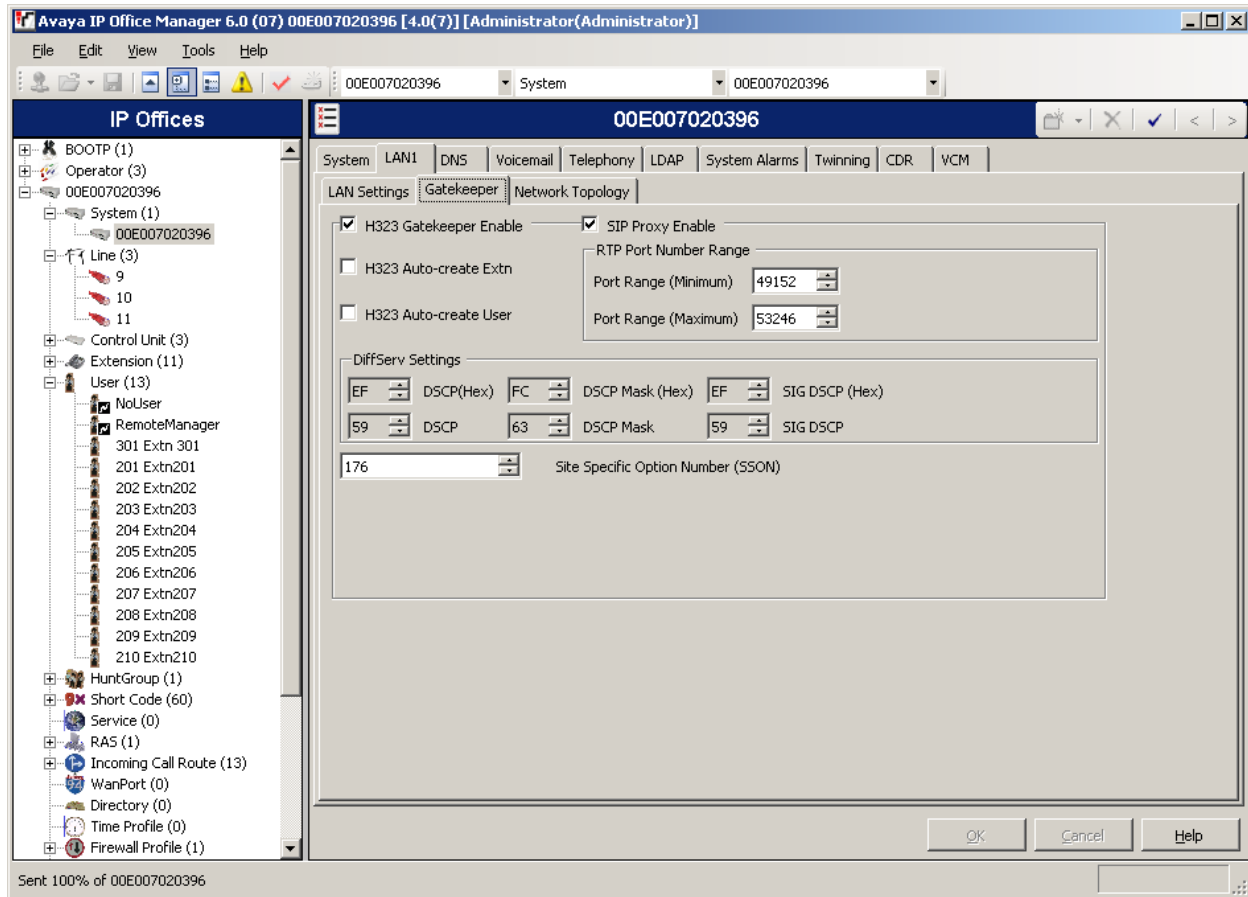 Avaya IP Office Manager 6.0 (07) 00E007020396 [4.0(7)] [Administrator(Administrator)]
File Edit View Tools Help
00E007020396 System 00E007020396
IP Offices
BOOTP (1)
Operator (3)
00E007020396
System (1)
00E007020396
Line (3)
9
10
11
Control Unit (3)
Extension (11)
User (13)
NoUser
RemoteManager
301 Extn 301
201 Extn201
202 Extn202
203 Extn203
204 Extn204
205 Extn205
206 Extn206
207 Extn207
208 Extn208
209 Extn209
210 Extn210
HuntGroup (1)
Short Code (60)
Service (0)
RAS (1)
Incoming Call Route (13)
WanPort (0)
Directory (0)
Time Profile (0)
Firewall Profile (1)
00E007020396
System LAN1 DNS Voicemail Telephony LDAP System Alarms Twinning CDR VCM
LAN Settings Gatekeeper Network Topology
H323 Gatekeeper Enable SIP Proxy Enable
RTP Port Number Range
H323 Auto-create Extn
Port Range (Minimum) 49152
H323 Auto-create User
Port Range (Maximum) 53246
DiffServ Settings
EF DSCP(Hex) FC DSCP Mask (Hex) EF SIG DSCP (Hex)
59 DSCP 63 DSCP Mask 59 SIG DSCP
176 Site Specific Option Number (SSON)
OK Cancel Help
Sent 100% of 00E007020396